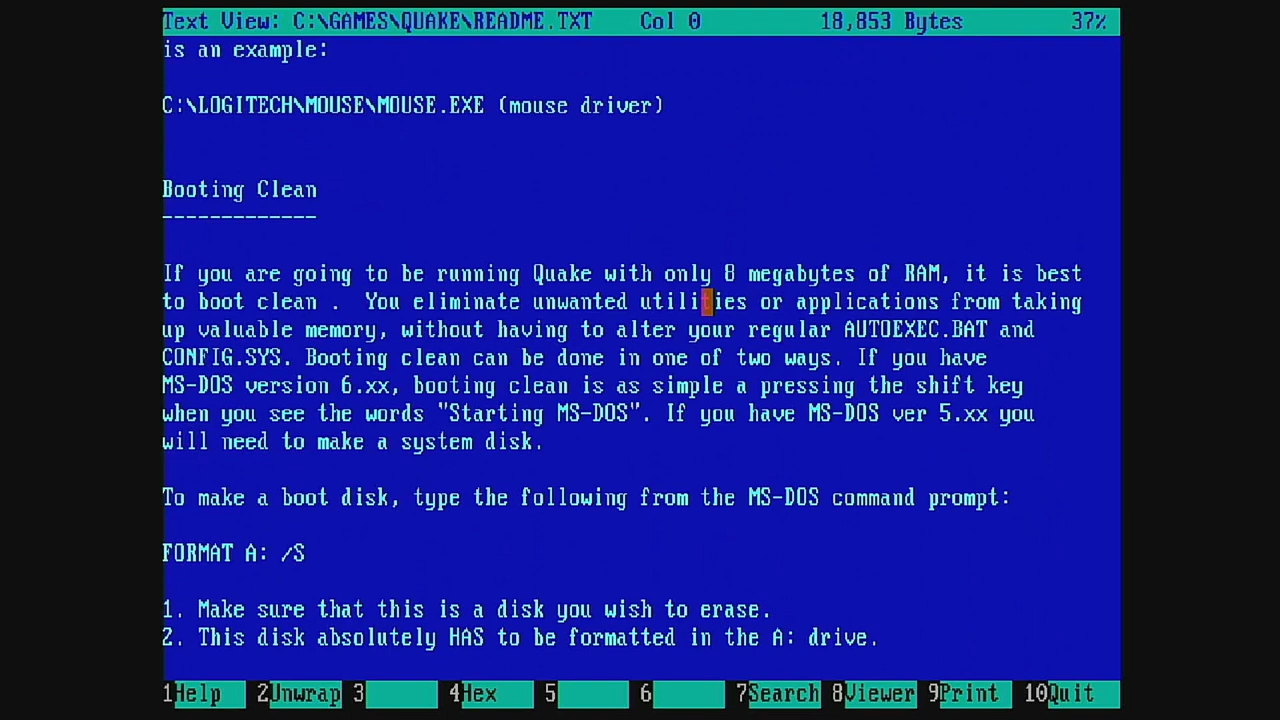 Text View: C:\GAMES\QUAKE\README.TXT    Col 0          18,853 Bytes         37%
is an example:
C:\LOGITECH\MOUSE\MOUSE.EXE (mouse driver)
Booting Clean
-------------
If you are going to be running Quake with only 8 megabytes of RAM, it is best
to boot clean .  You eliminate unwanted utilities or applications from taking
up valuable memory, without having to alter your regular AUTOEXEC.BAT and
CONFIG.SYS. Booting clean can be done in one of two ways. If you have
MS-DOS version 6.xx, booting clean is as simple a pressing the shift key
when you see the words "Starting MS-DOS". If you have MS-DOS ver 5.xx you
will need to make a system disk.
To make a boot disk, type the following from the MS-DOS command prompt:
FORMAT A: /S
1. Make sure that this is a disk you wish to erase.
2. This disk absolutely HAS to be formatted in the A: drive.
1Help   2Unwrap 3       4Hex    5       6       7Search 8Viewer 9Print  10Quit